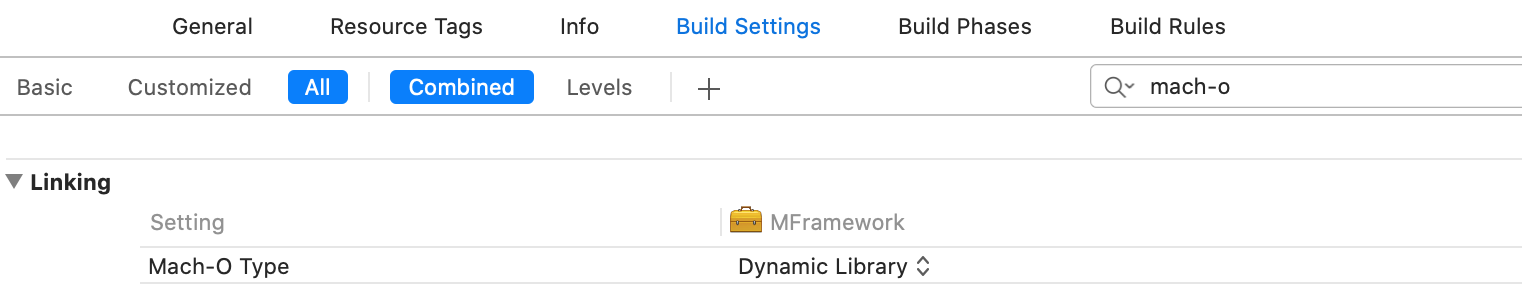 General Resource Tags Info Build Settings Build Phases Build Rules
Basic Customized All Combined Levels + mach-o
Linking
Setting MFramework
Mach-O Type Dynamic Library